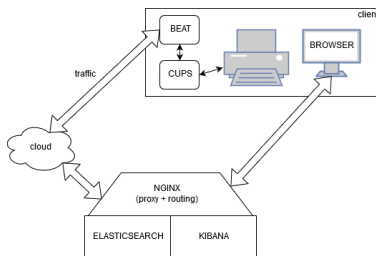 client
BEAT
BROWSER
CUPS
traffic
cloud
NGINX
(proxy + routing)
ELASTICSEARCH
KIBANA